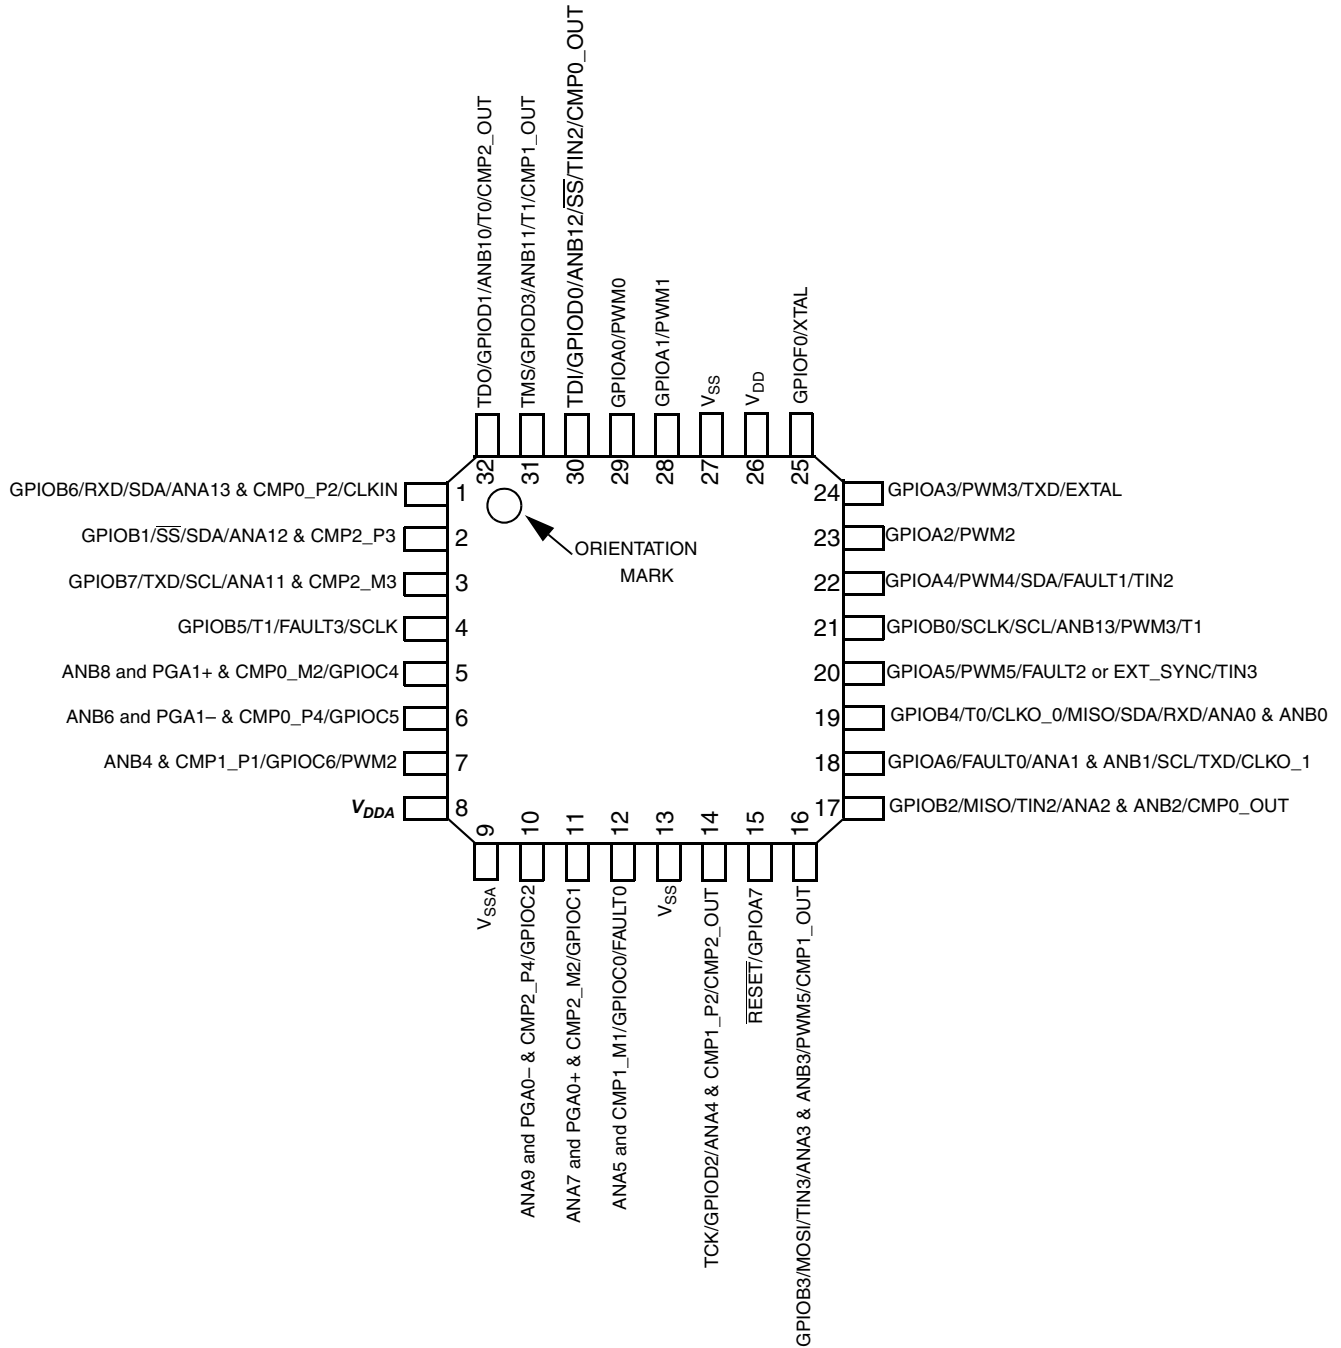 TDO/GPIOD1/ANB10/T0/CMP2_OUT
TMS/GPIOD3/ANB11/T1/CMP1_OUT
TDI/GPIOD0/ANB12/S̅S̅/TIN2/CMP0_OUT
GPIOA0/PWM0
GPIOA1/PWM1
VSS
VDD
GPIOF0/XTAL
32
31
30
29
28
27
26
25
GPIOB6/RXD/SDA/ANA13 & CMP0_P2/CLKIN
1
GPIOB1/S̅S̅/SDA/ANA12 & CMP2_P3
2
GPIOB7/TXD/SCL/ANA11 & CMP2_M3
3
GPIOB5/T1/FAULT3/SCLK
4
ANB8 and PGA1+ & CMP0_M2/GPIOC4
5
ANB6 and PGA1– & CMP0_P4/GPIOC5
6
ANB4 & CMP1_P1/GPIOC6/PWM2
7
VDDA
8
ORIENTATION
MARK
24
GPIOA3/PWM3/TXD/EXTAL
23
GPIOA2/PWM2
22
GPIOA4/PWM4/SDA/FAULT1/TIN2
21
GPIOB0/SCLK/SCL/ANB13/PWM3/T1
20
GPIOA5/PWM5/FAULT2 or EXT_SYNC/TIN3
19
GPIOB4/T0/CLKO_0/MISO/SDA/RXD/ANA0 & ANB0
18
GPIOA6/FAULT0/ANA1 & ANB1/SCL/TXD/CLKO_1
17
GPIOB2/MISO/TIN2/ANA2 & ANB2/CMP0_OUT
9
10
11
12
13
14
15
16
VSSA
ANA9 and PGA0– & CMP2_P4/GPIOC2
ANA7 and PGA0+ & CMP2_M2/GPIOC1
ANA5 and CMP1_M1/GPIOC0/FAULT0
VSS
TCK/GPIOD2/ANA4 & CMP1_P2/CMP2_OUT
R̅E̅S̅E̅T̅/GPIOA7
GPIOB3/MOSI/TIN3/ANA3 & ANB3/PWM5/CMP1_OUT